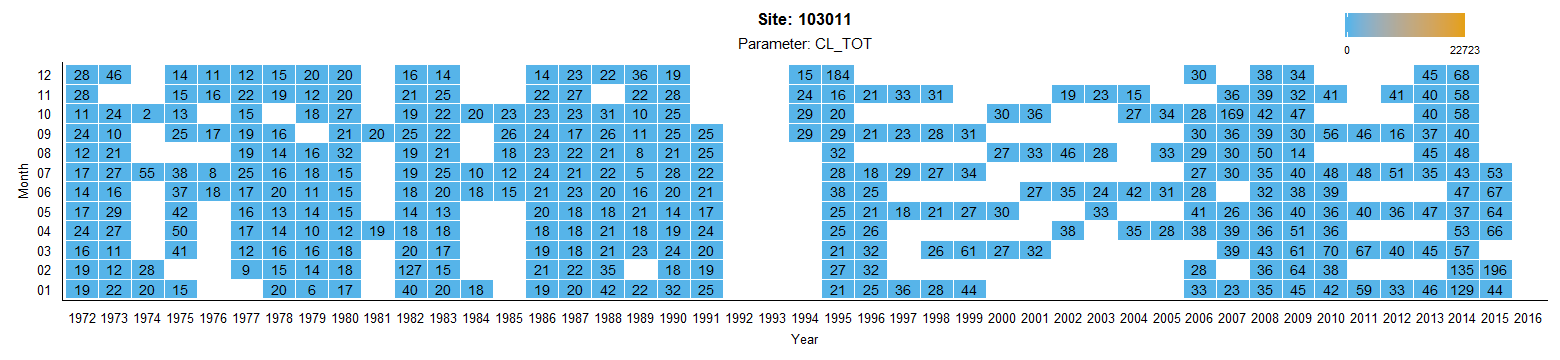 Site: 103011
Parameter: CL_TOT
0 22723
12 28 46 14 11 12 15 20 20 16 14 14 23 22 36 19 15 184 30 38 34 45 68
11 28 15 16 22 19 12 20 21 25 22 27 22 28 24 16 21 33 31 19 23 15 36 39 32 41 41 40 58
10 11 24 2 13 15 18 27 19 22 20 23 23 23 31 10 25 29 20 30 36 27 34 28 169 42 47 40 58
09 24 10 25 17 19 16 21 20 25 22 26 24 17 26 11 25 25 29 29 21 23 28 31 30 36 39 30 56 46 16 37 40
08 12 21 19 14 16 32 19 21 18 23 22 21 8 21 25 32 27 33 46 28 33 29 30 50 14 45 48
07 17 27 55 38 8 25 16 18 15 19 25 10 12 24 21 22 5 28 22 28 18 29 27 34 27 30 35 40 48 48 51 35 43 53
06 14 16 37 18 17 20 11 15 18 20 18 15 21 23 20 16 20 21 38 25 27 35 24 42 31 28 32 38 39 47 67
05 17 29 42 16 13 14 15 14 13 20 18 18 21 14 17 25 21 18 21 27 30 33 41 26 36 40 36 40 36 47 37 64
04 24 27 50 17 14 10 12 19 18 18 18 18 21 18 19 24 25 26 38 35 28 38 39 36 51 36 53 66
03 16 11 41 12 16 16 18 20 17 19 18 21 23 24 20 21 32 26 61 27 32 39 43 61 70 67 40 45 57
02 19 12 28 9 15 14 18 127 15 21 22 35 18 19 27 32 28 36 64 38 135 196
01 19 22 20 15 20 6 17 40 20 18 19 20 42 22 32 25 21 25 36 28 44 33 23 35 45 42 59 33 46 129 44
Month
1972 1973 1974 1975 1976 1977 1978 1979 1980 1981 1982 1983 1984 1985 1986 1987 1988 1989 1990 1991 1992 1993 1994 1995 1996 1997 1998 1999 2000 2001 2002 2003 2004 2005 2006 2007 2008 2009 2010 2011 2012 2013 2014 2015 2016
Year